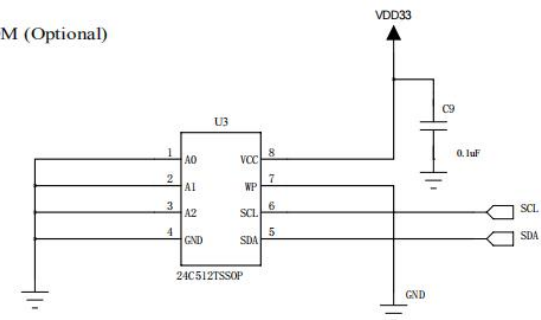 VDD33
M (Optional)
C9
0.1uF
U3
1 A0 VCC 8
2 A1 WP 7
3 A2 SCL 6 SCL
4 GND SDA 5 SDA
24C512TSSOP
GND